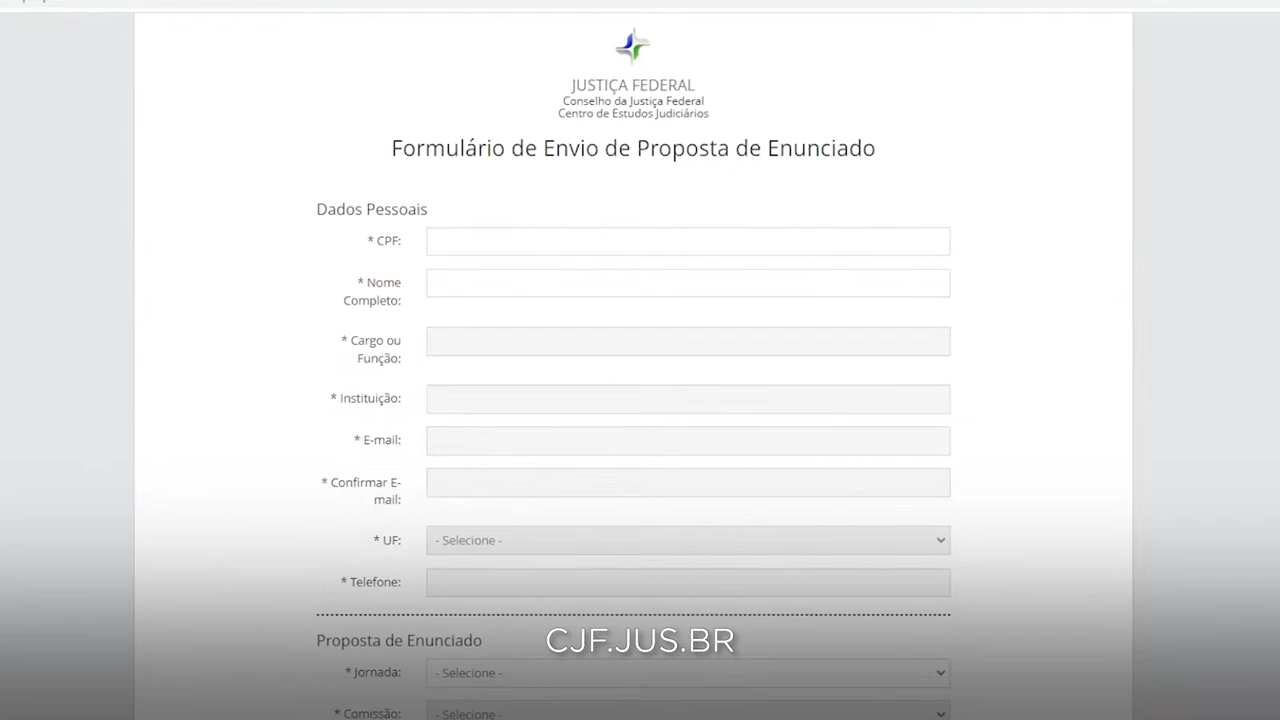 JUSTIÇA FEDERAL
Conselho da Justiça Federal
Centro de Estudos Judiciários
Formulário de Envio de Proposta de Enunciado
Dados Pessoais
* CPF:
* Nome
Completo:
* Cargo ou
Função:
* Instituição:
* E-mail:
* Confirmar E-
mail:
* UF:
- Selecione -
* Telefone:
Proposta de Enunciado
CJF.JUS.BR
* Jornada:
- Selecione -
* Comissão:
- Selecione -